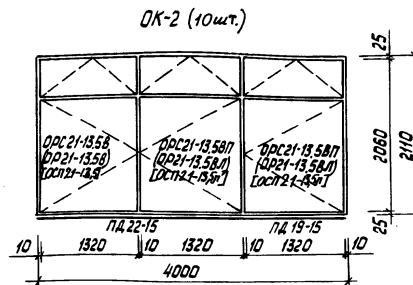 ОК-2 (10шт.)
25
ОРС21-13,5В
(ОР21-13,5В)
[ОСП21-13,5]
ОРС21-13,5ВП
(ОР21-13,5ВЛ)
[ОСП21-13,5п]
ОРС21-13,5ВП
(ОР21-13,5ВЛ)
[ОСП21-13,5п]
2060
2110
25
ПД 22-15
ПД 19-15
10 1320 10 1320 10 1320 10
4000